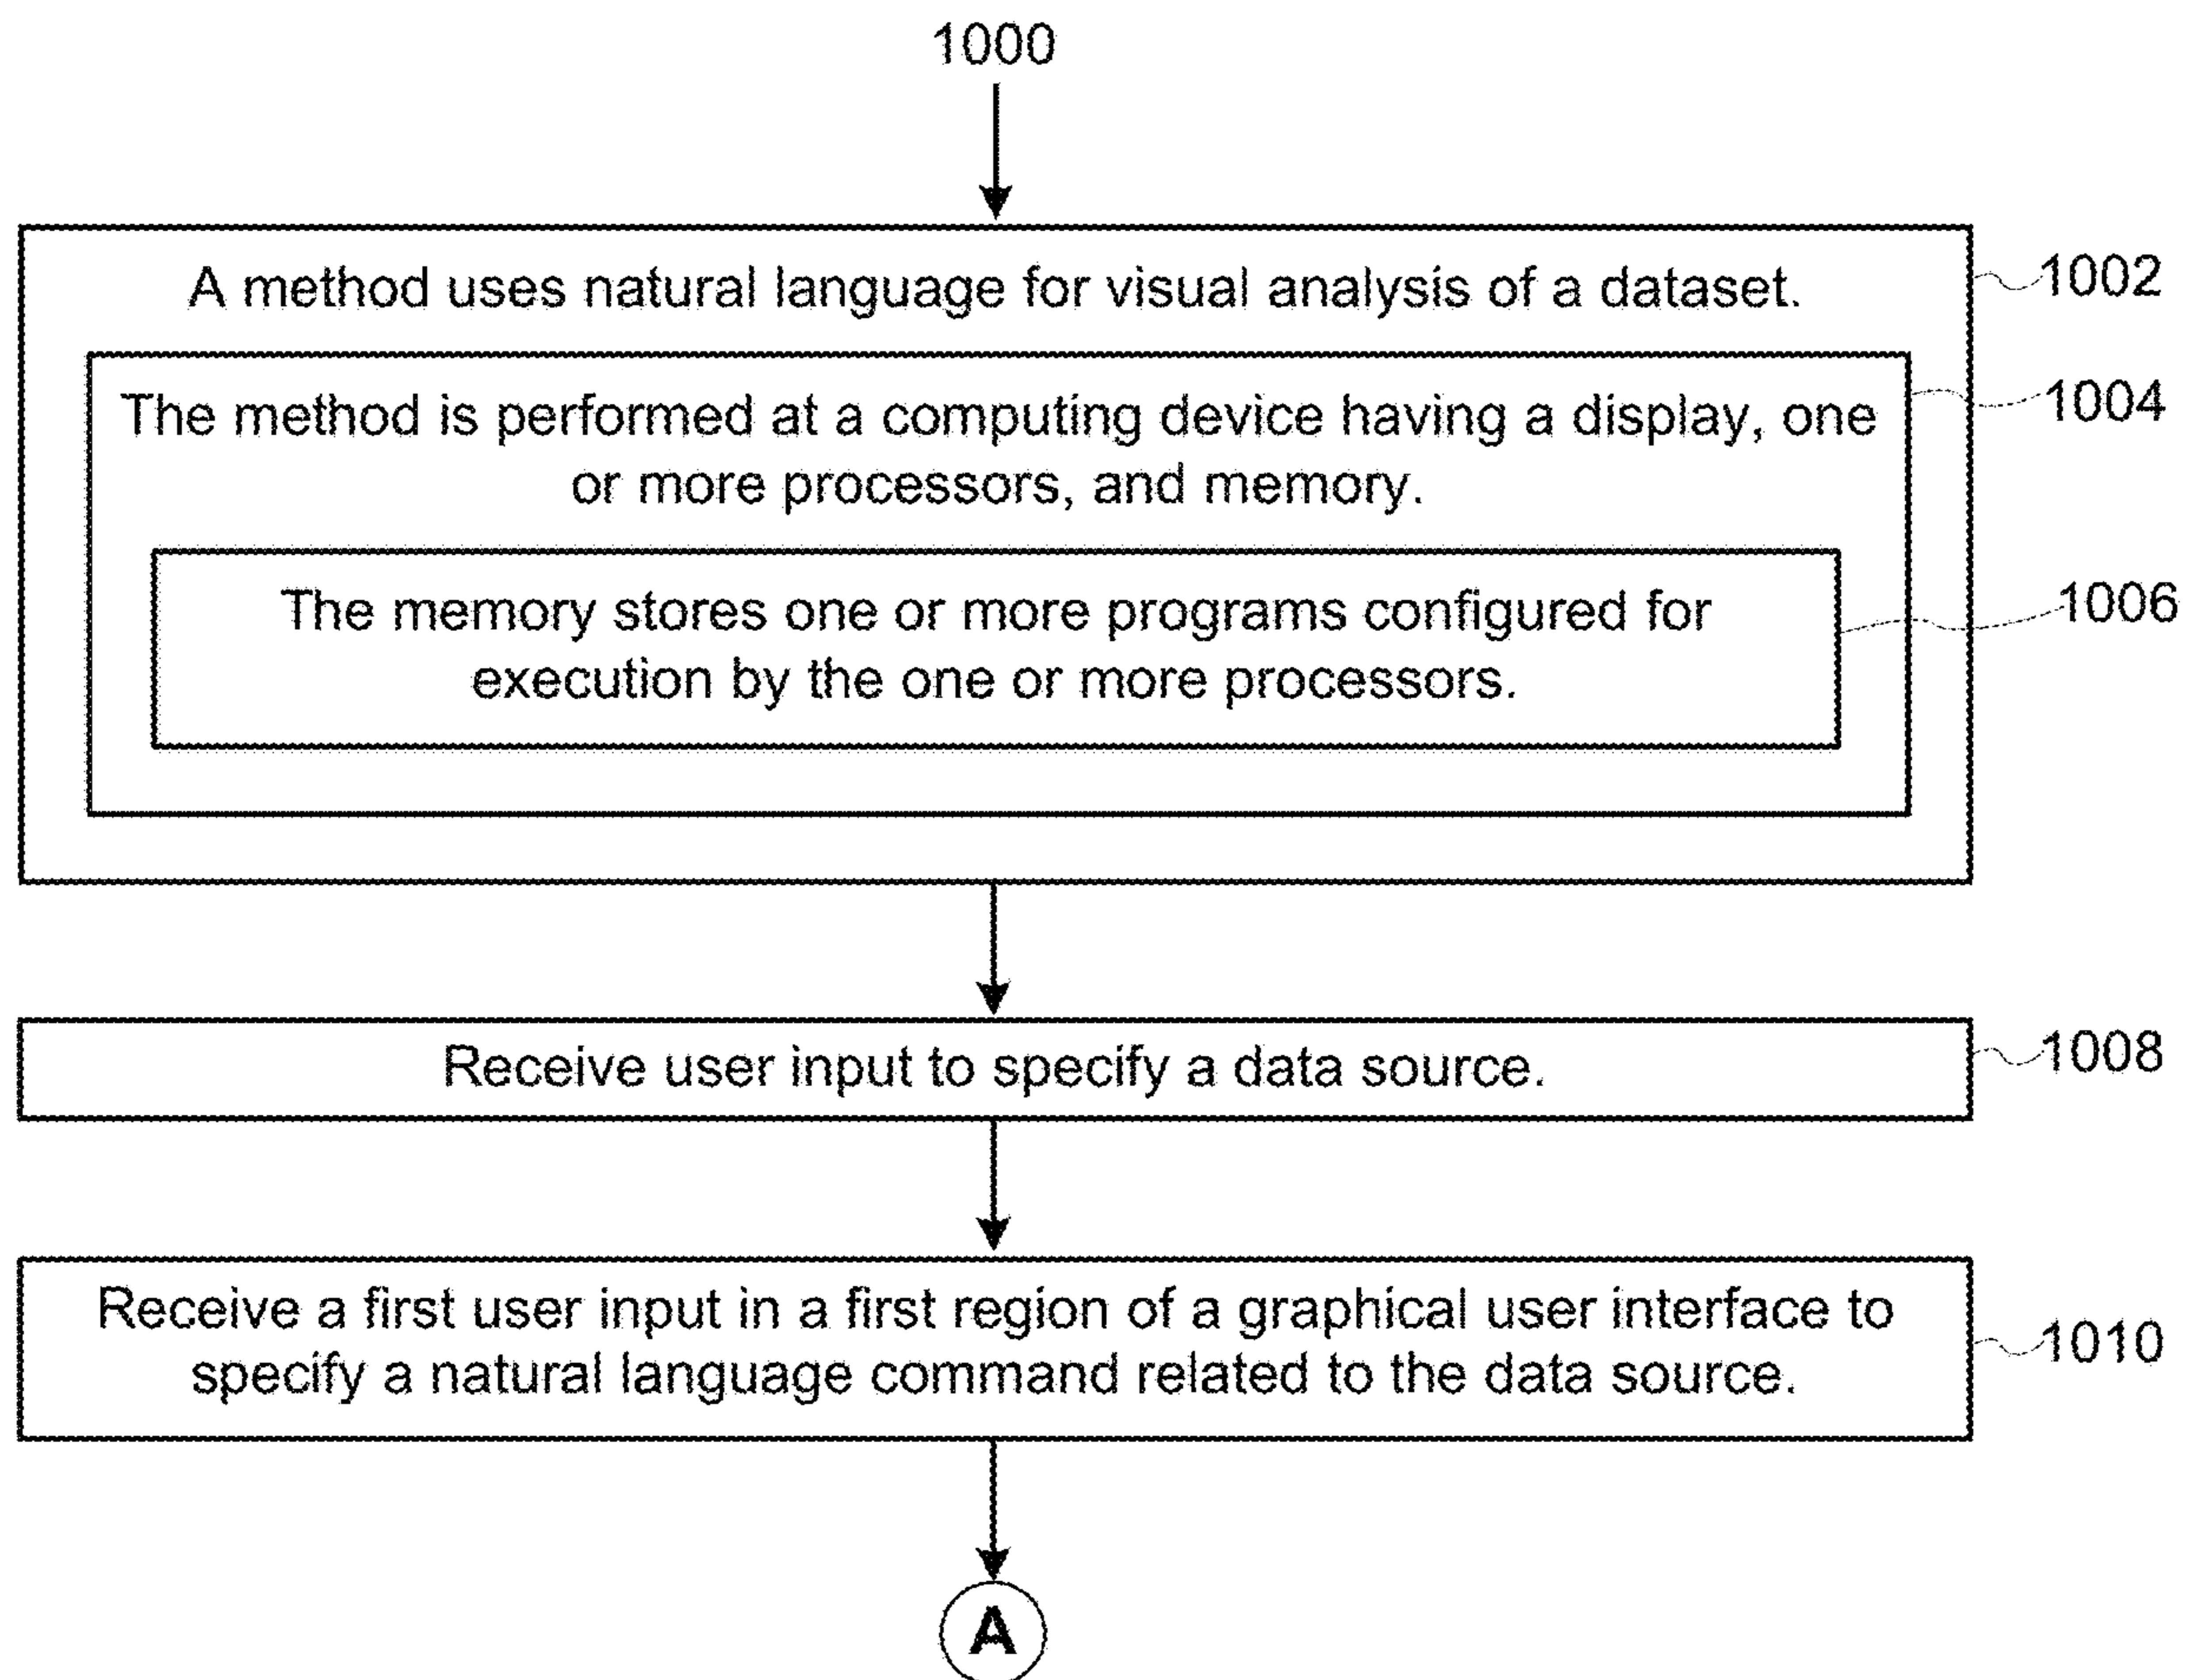 1000
A method uses natural language for visual analysis of a dataset.
1002
The method is performed at a computing device having a display, one
or more processors, and memory.
1004
The memory stores one or more programs configured for
execution by the one or more processors.
1006
Receive user input to specify a data source.
1008
Receive a first user input in a first region of a graphical user interface to
specify a natural language command related to the data source.
1010
A